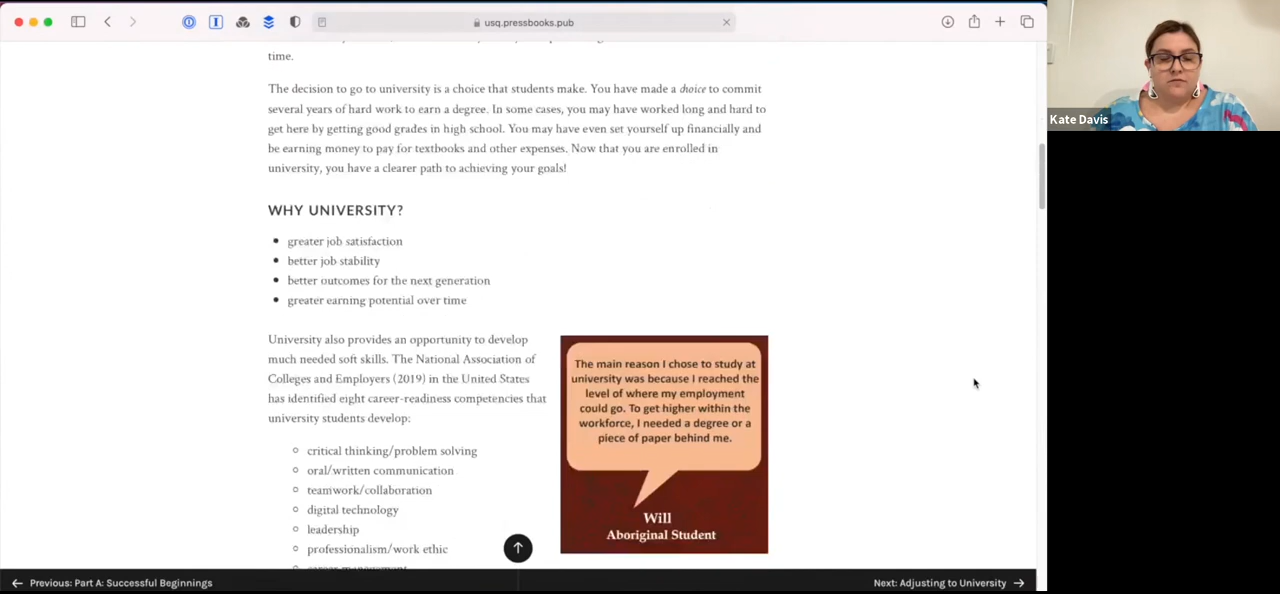 usq.pressbooks.pub
time.
The decision to go to university is a choice that students make. You have made a choice to commit
several years of hard work to earn a degree. In some cases, you may have worked long and hard to
get here by getting good grades in high school. You may have even set yourself up financially and
be earning money to pay for textbooks and other expenses. Now that you are enrolled in
university, you have a clearer path to achieving your goals!
WHY UNIVERSITY?
greater job satisfaction
better job stability
better outcomes for the next generation
greater earning potential over time
University also provides an opportunity to develop
much needed soft skills. The National Association of
Colleges and Employers (2019) in the United States
has identified eight career-readiness competencies that
university students develop:
critical thinking/problem solving
oral/written communication
teamwork/collaboration
digital technology
leadership
professionalism/work ethic
The main reason I chose to study at
university was because I reached the
level of where my employment
could go. To get higher within the
workforce, I needed a degree or a
piece of paper behind me.
Will
Aboriginal Student
Previous: Part A: Successful Beginnings
Next: Adjusting to University
Kate Davis